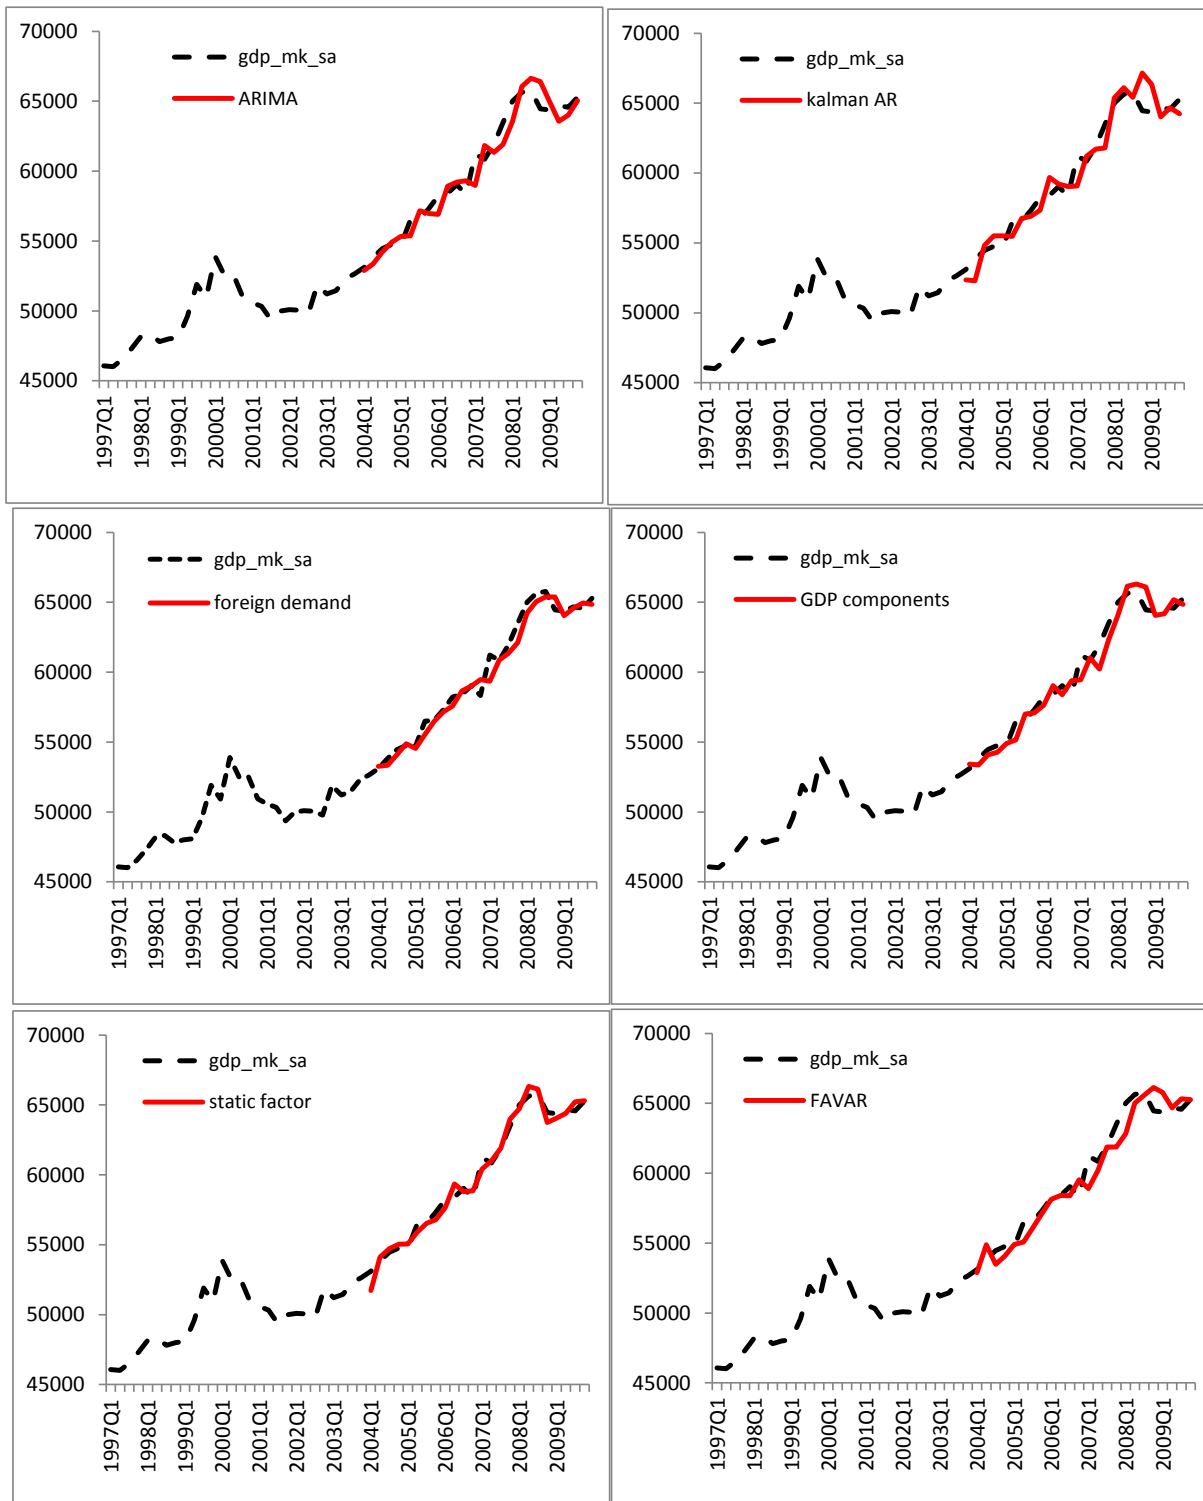 70000
65000
60000
55000
50000
45000
gdp_mk_sa
ARIMA
1997Q1
1998Q1
1999Q1
2000Q1
2001Q1
2002Q1
2003Q1
2004Q1
2005Q1
2006Q1
2007Q1
2008Q1
2009Q1
70000
65000
60000
55000
50000
45000
gdp_mk_sa
kalman AR
1997Q1
1998Q1
1999Q1
2000Q1
2001Q1
2002Q1
2003Q1
2004Q1
2005Q1
2006Q1
2007Q1
2008Q1
2009Q1
70000
65000
60000
55000
50000
45000
gdp_mk_sa
foreign demand
1997Q1
1998Q1
1999Q1
2000Q1
2001Q1
2002Q1
2003Q1
2004Q1
2005Q1
2006Q1
2007Q1
2008Q1
2009Q1
70000
65000
60000
55000
50000
45000
gdp_mk_sa
GDP components
1997Q1
1998Q1
1999Q1
2000Q1
2001Q1
2002Q1
2003Q1
2004Q1
2005Q1
2006Q1
2007Q1
2008Q1
2009Q1
70000
65000
60000
55000
50000
45000
gdp_mk_sa
static factor
1997Q1
1998Q1
1999Q1
2000Q1
2001Q1
2002Q1
2003Q1
2004Q1
2005Q1
2006Q1
2007Q1
2008Q1
2009Q1
70000
65000
60000
55000
50000
45000
gdp_mk_sa
FAVAR
1997Q1
1998Q1
1999Q1
2000Q1
2001Q1
2002Q1
2003Q1
2004Q1
2005Q1
2006Q1
2007Q1
2008Q1
2009Q1